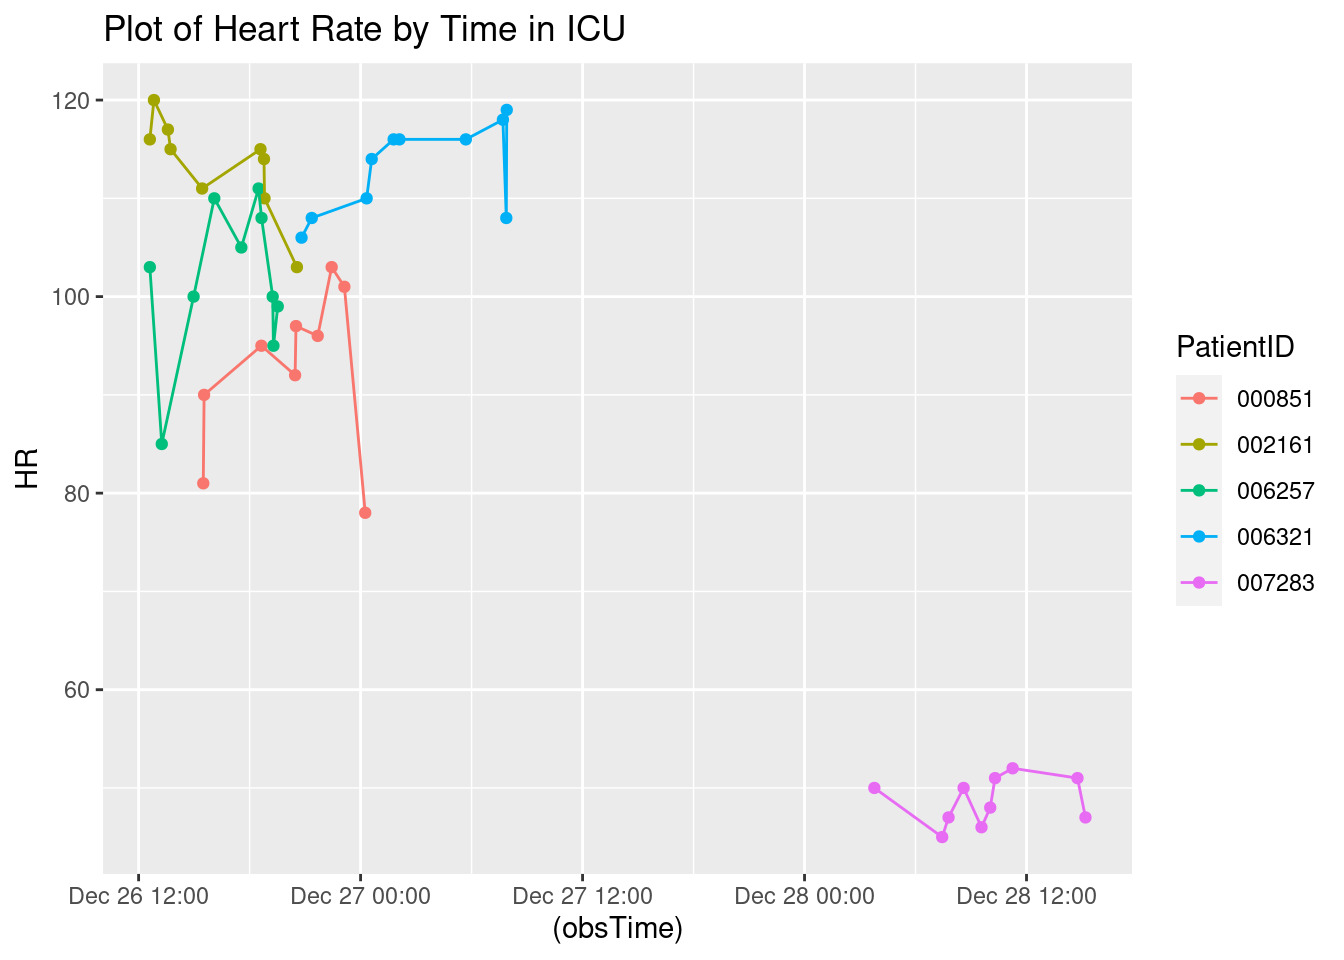 Plot of Heart Rate by Time in ICU
120
100
80
60
HR
Dec 26 12:00 Dec 27 00:00 Dec 27 12:00 Dec 28 00:00 Dec 28 12:00
(obsTime)
PatientID
000851
002161
006257
006321
007283